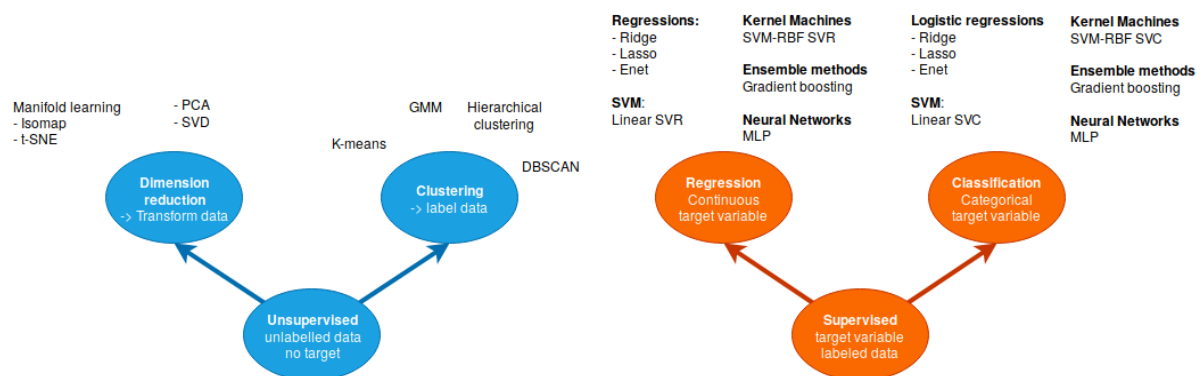 Manifold learning
- Isomap
- t-SNE
- PCA
- SVD
K-means
GMM
Hierarchical
clustering
DBSCAN
Dimension
reduction
-> Transform data
Clustering
-> label data
Unsupervised
unlabelled data
no target
Regressions:
- Ridge
- Lasso
- Enet
SVM:
Linear SVR
Kernel Machines
SVM-RBF SVR
Ensemble methods
Gradient boosting
Neural Networks
MLP
Logistic regressions
- Ridge
- Lasso
- Enet
SVM:
Linear SVC
Kernel Machines
SVM-RBF SVC
Ensemble methods
Gradient boosting
Neural Networks
MLP
Regression
Continuous
target variable
Classification
Categorical
target variable
Supervised
target variable
labeled data